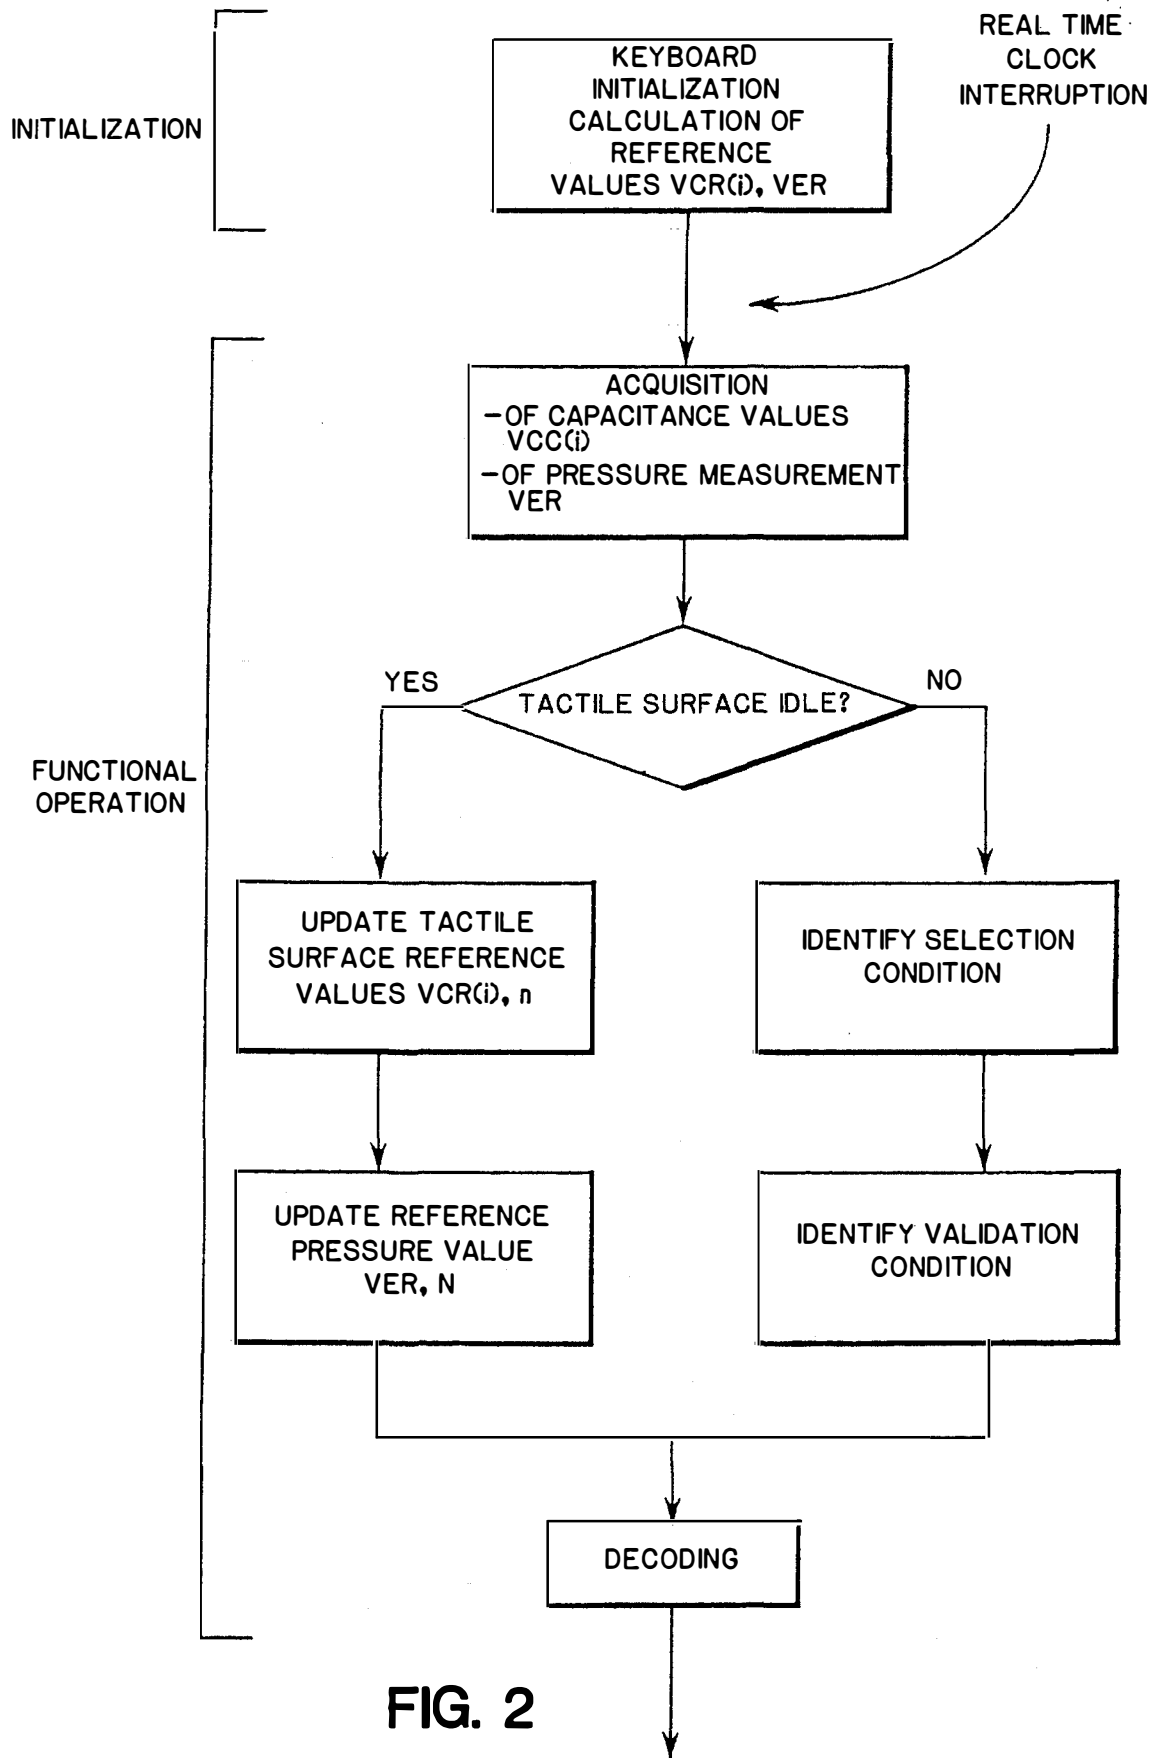 REAL TIME
CLOCK
INTERRUPTION
INITIALIZATION
KEYBOARD
INITIALIZATION
CALCULATION OF
REFERENCE
VALUES VCR(i), VER
FUNCTIONAL
OPERATION
ACQUISITION
-OF CAPACITANCE VALUES
VCC(i)
-OF PRESSURE MEASUREMENT
VER
TACTILE SURFACE IDLE?
YES
NO
UPDATE TACTILE
SURFACE REFERENCE
VALUES VCR(i), n
IDENTIFY SELECTION
CONDITION
UPDATE REFERENCE
PRESSURE VALUE
VER, N
IDENTIFY VALIDATION
CONDITION
DECODING
FIG. 2